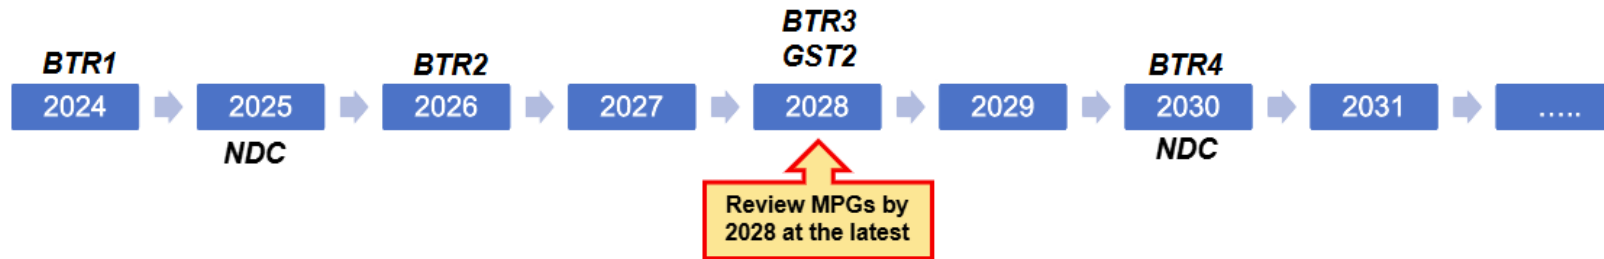 BTR3
GST2
BTR1
BTR2
BTR4
2024
2025
2026
2027
2028
2029
2030
2031
.....
NDC
NDC
Review MPGs by
2028 at the latest